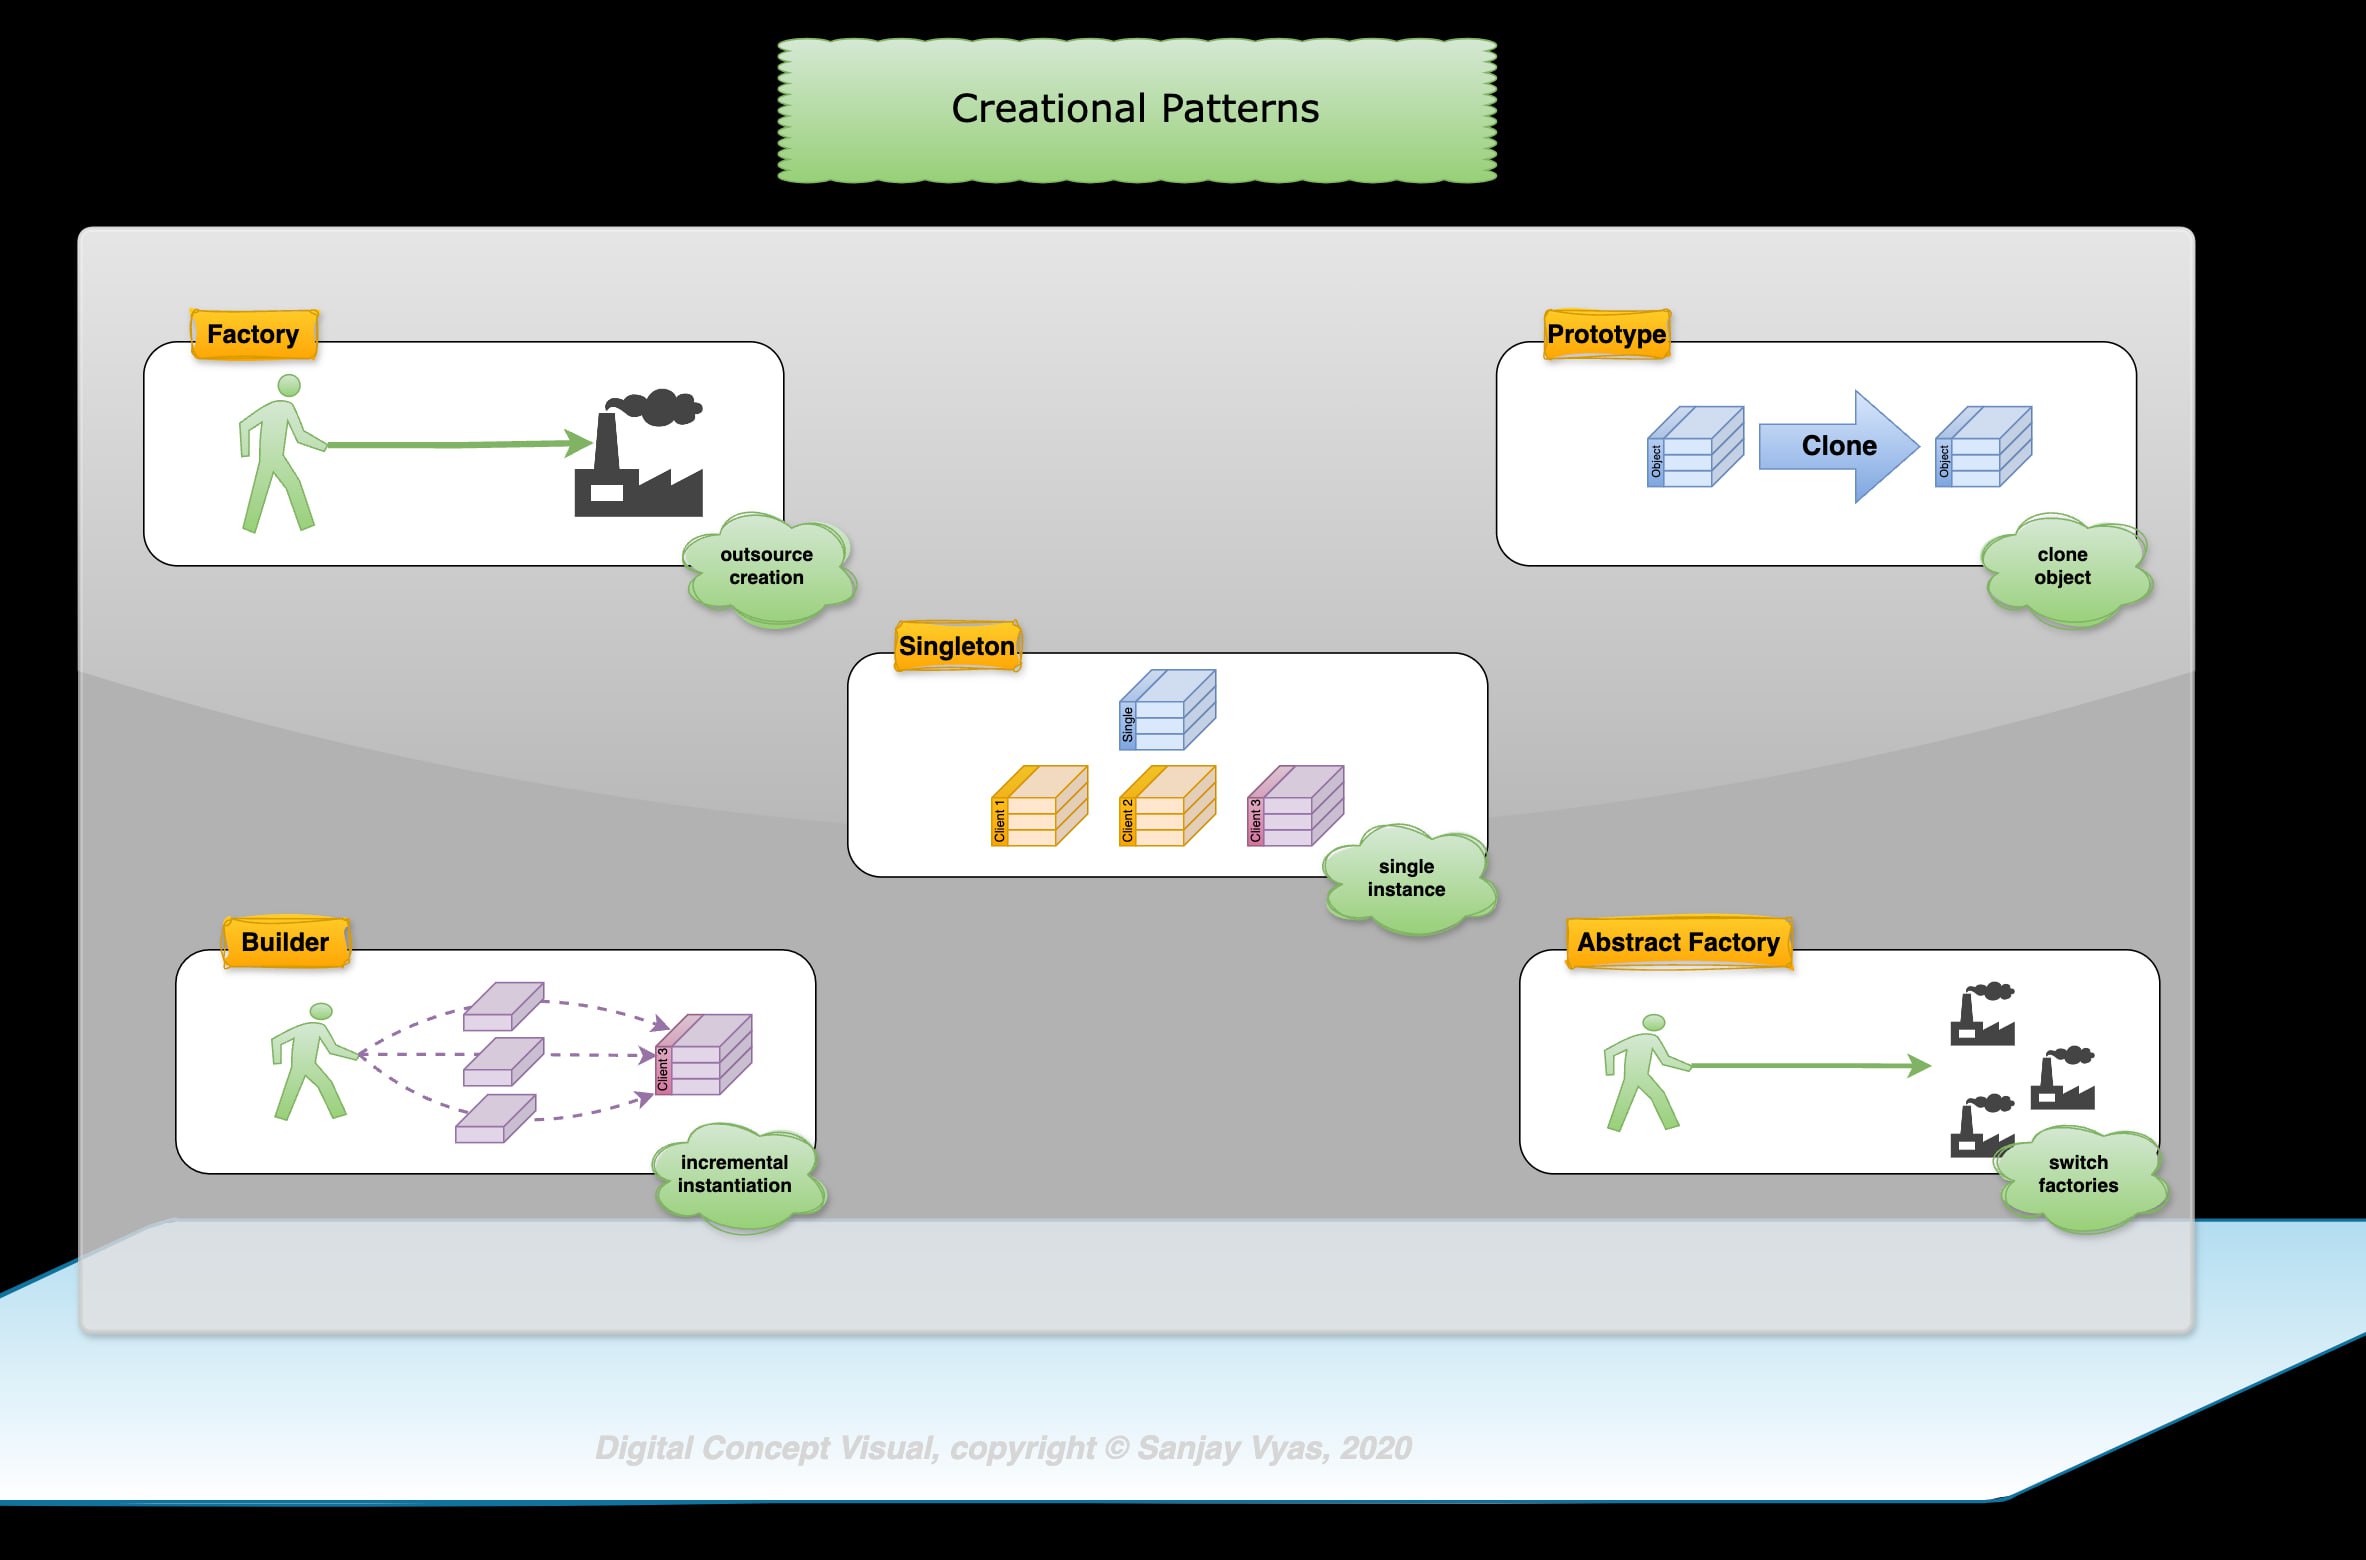 Creational Patterns
Factory
outsource
creation
Prototype
Object
Clone
Object
clone
object
Singleton
Single
Client 1
Client 2
Client 3
single
instance
Builder
Client 3
incremental
instantiation
Abstract Factory
switch
factories
Digital Concept Visual, copyright © Sanjay Vyas, 2020